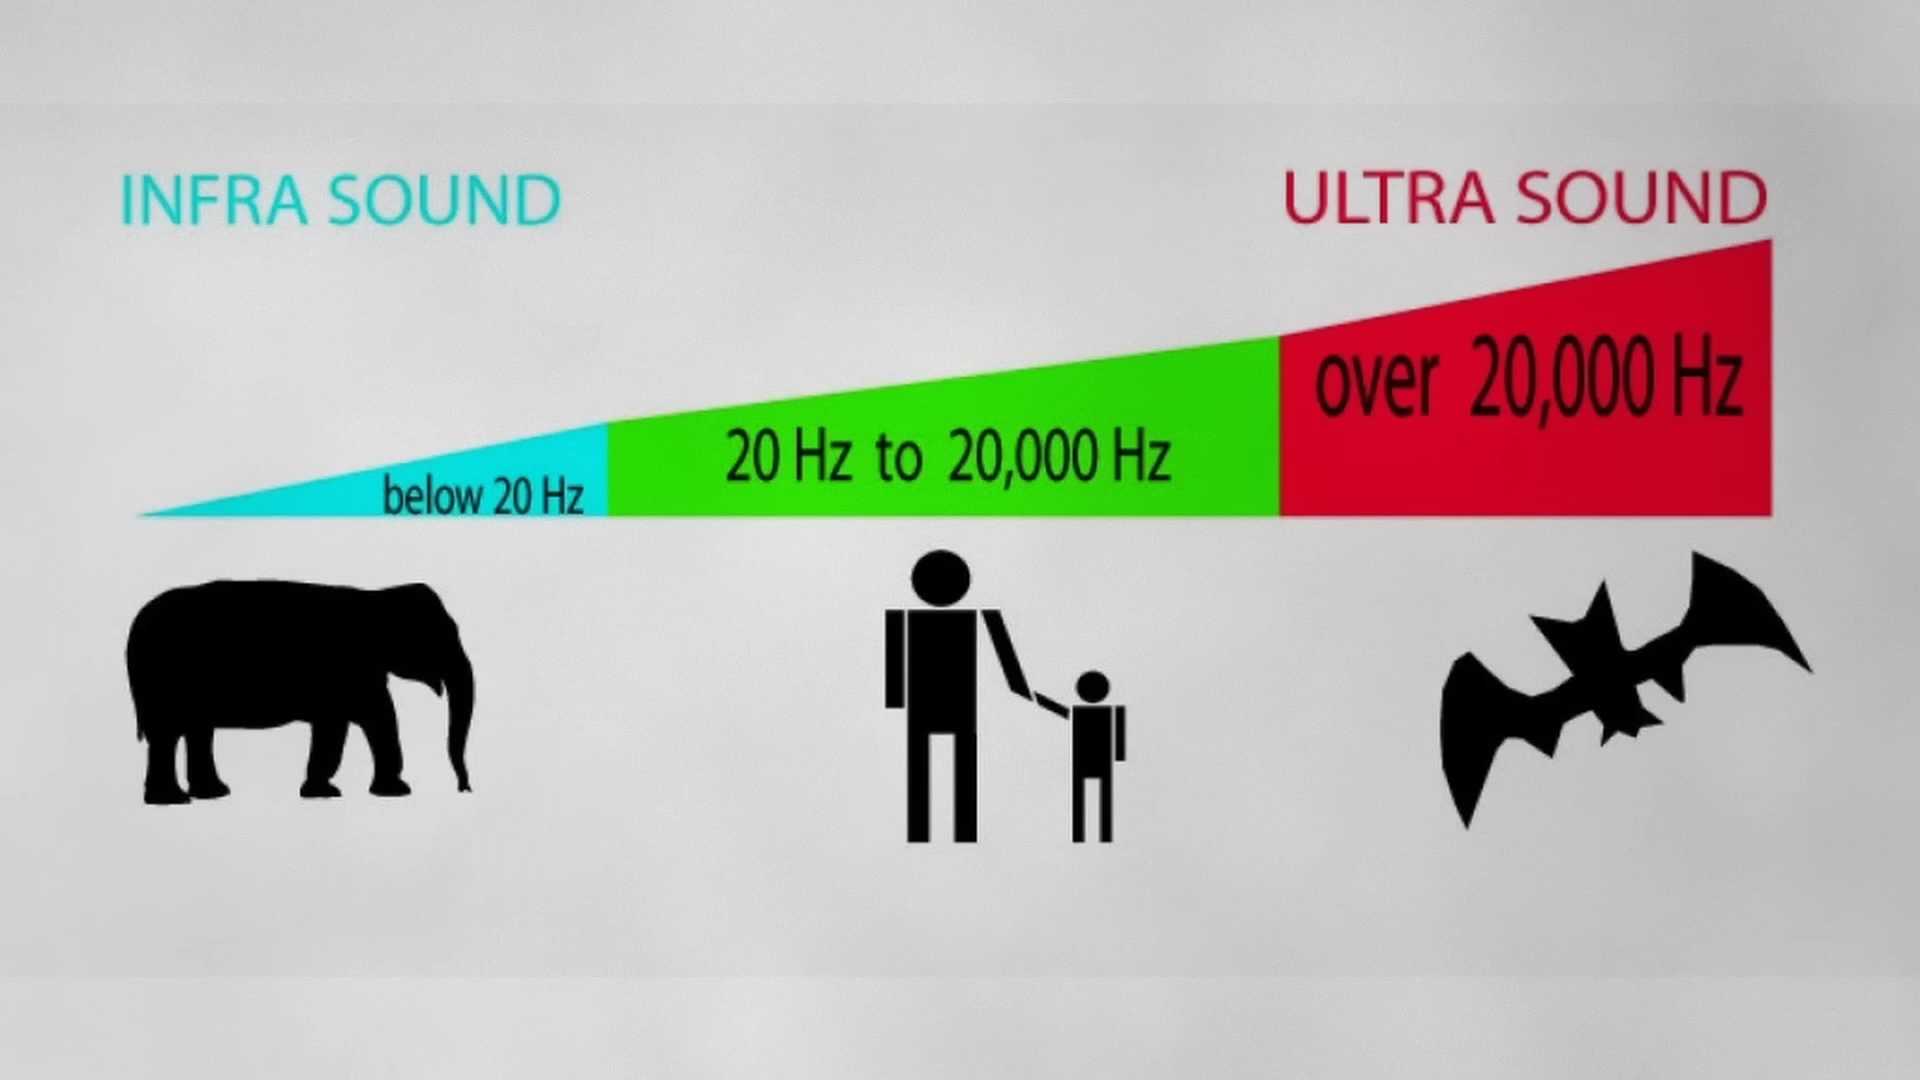 INFRA SOUND
ULTRA SOUND
below 20 Hz
20 Hz to 20,000 Hz
over 20,000 Hz